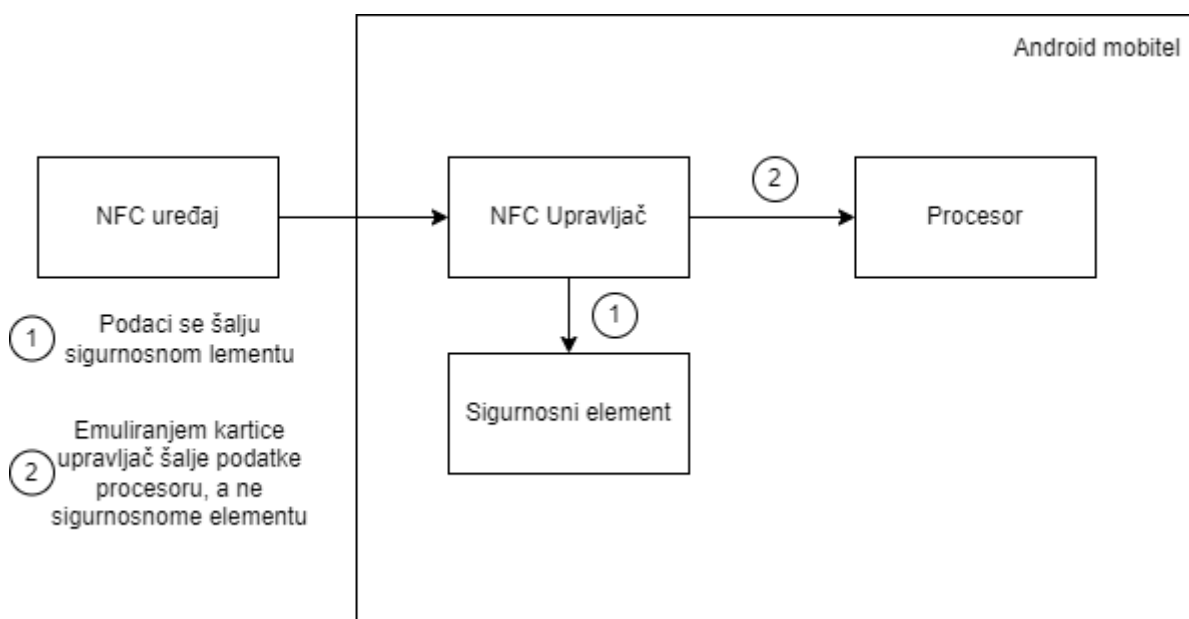 Android mobitel
NFC uređaj
NFC Upravljač
2
Procesor
1
Sigurnosni element
1
Podaci se šalju
sigurnosnom lementu
2
Emuliranjem kartice
upravljač šalje podatke
procesoru, a ne
sigurnosnome elementu